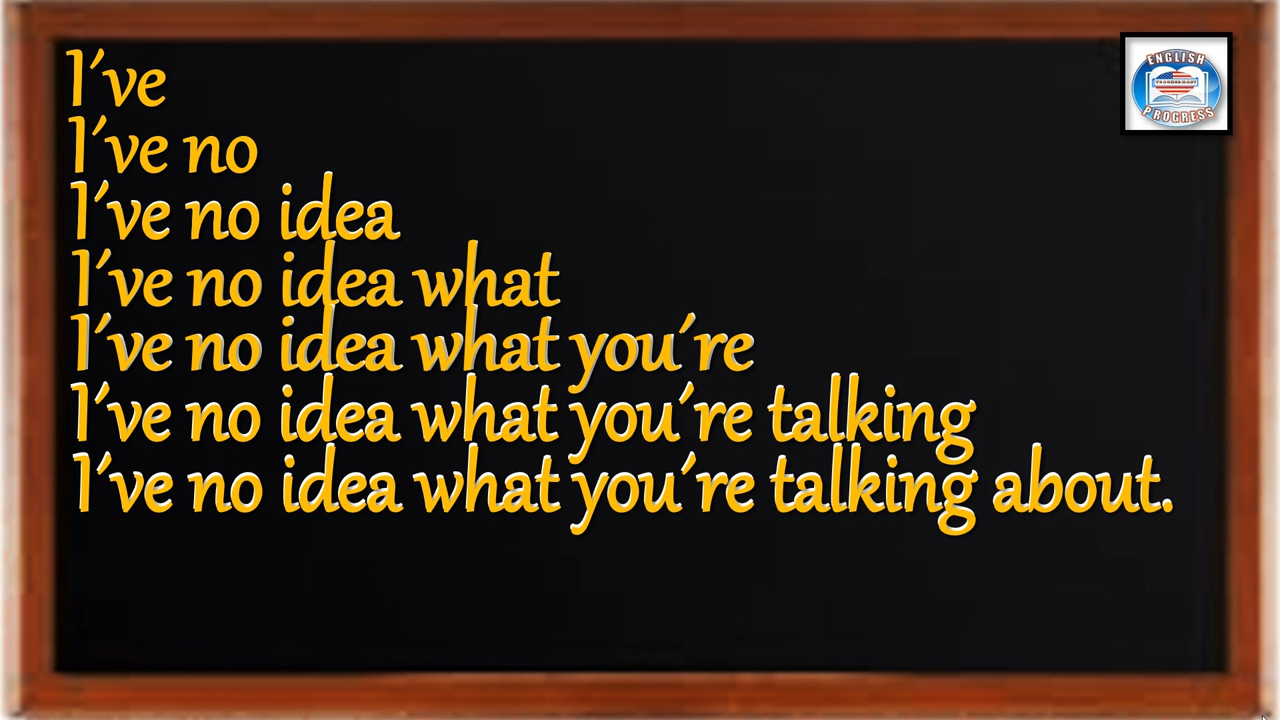 I´ve
I´ve no
I´ve no idea
I´ve no idea what
I´ve no idea what you´re
I´ve no idea what you´re talking
I´ve no idea what you´re talking about.
ENGLISH
PROGRESS